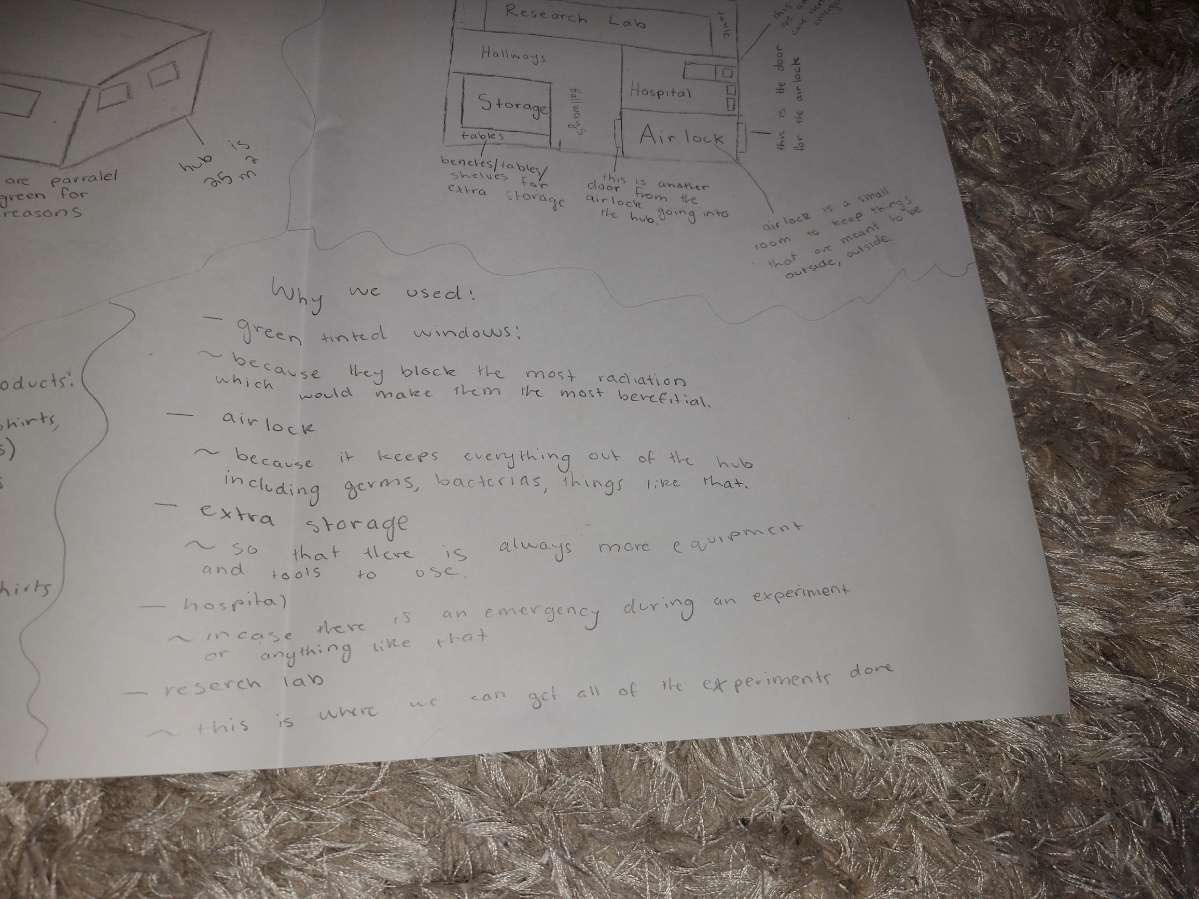 Research Lab
Hallways
Storage
tables
hallways
Hospital
Air lock
this is the door
for the airlock
hub is
25 m 2
are parralel
green for
reasons
benches/tables/
shelves for
extra storage
this is another
door from the
airlock going into
the hub.
air lock is a small
room to keep things
that are meant to be
outside, outside.
Why we used:
- green tinted windows:
~ because they block the most radiation
which would make them the most benefitial.
- air lock
~ because it keeps everything out of the hub
including germs, bacterias, things like that.
- extra storage
~ so that there is always more equipment
and tools to use.
- hospital
~ incase there is an emergency during an experiment
or anything like that
- reserch lab
~ this is where we can get all of the experiments done
oducts:
hirts,
s)
s
hirts